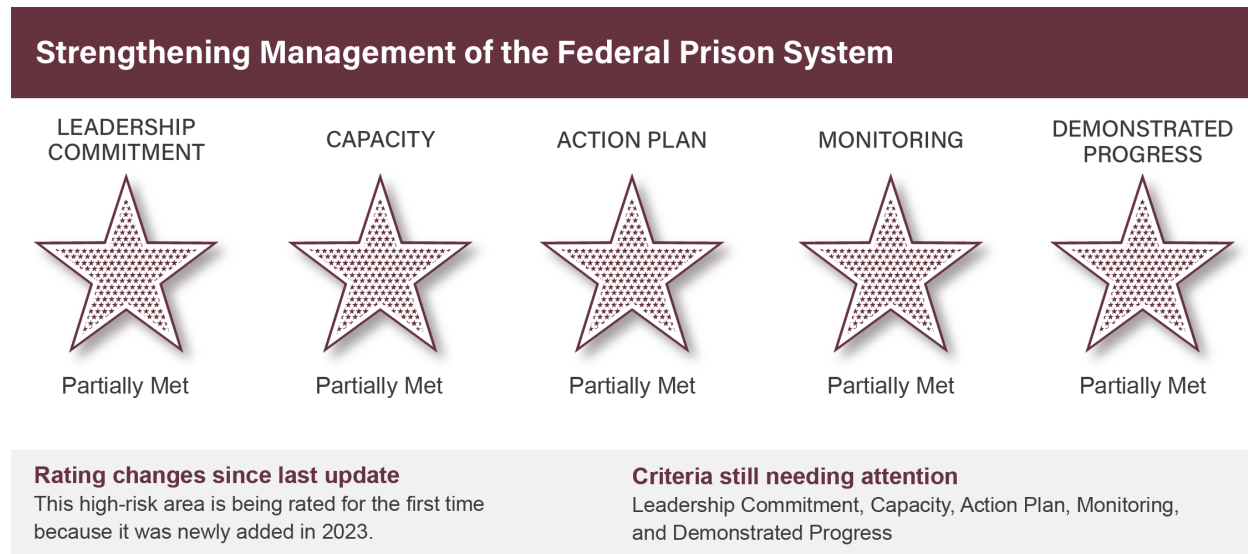 Strengthening Management of the Federal Prison System
LEADERSHIP
COMMITMENT
CAPACITY
ACTION PLAN
MONITORING
DEMONSTRATED
PROGRESS
Partially Met
Partially Met
Partially Met
Partially Met
Partially Met
Rating changes since last update
This high-risk area is being rated for the first time
because it was newly added in 2023.
Criteria still needing attention
Leadership Commitment, Capacity, Action Plan, Monitoring,
and Demonstrated Progress